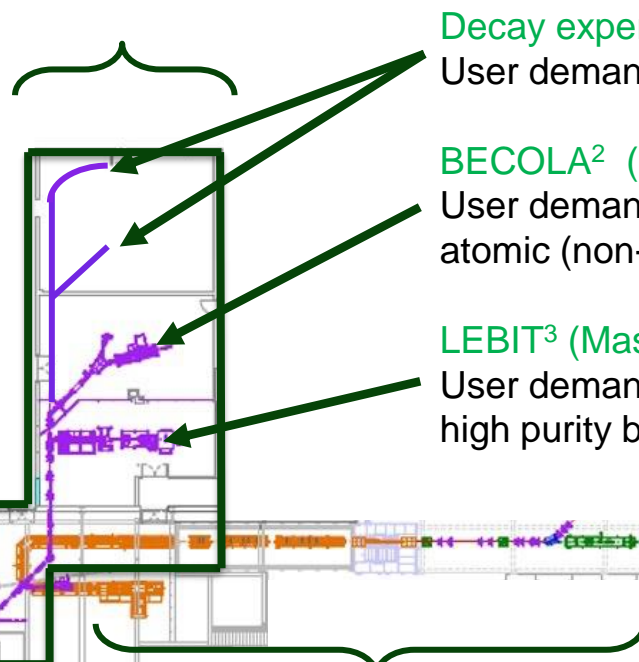 Decay expe
User deman
BECOLA² (
User deman
atomic (non-
LEBIT³ (Mas
User deman
high purity b